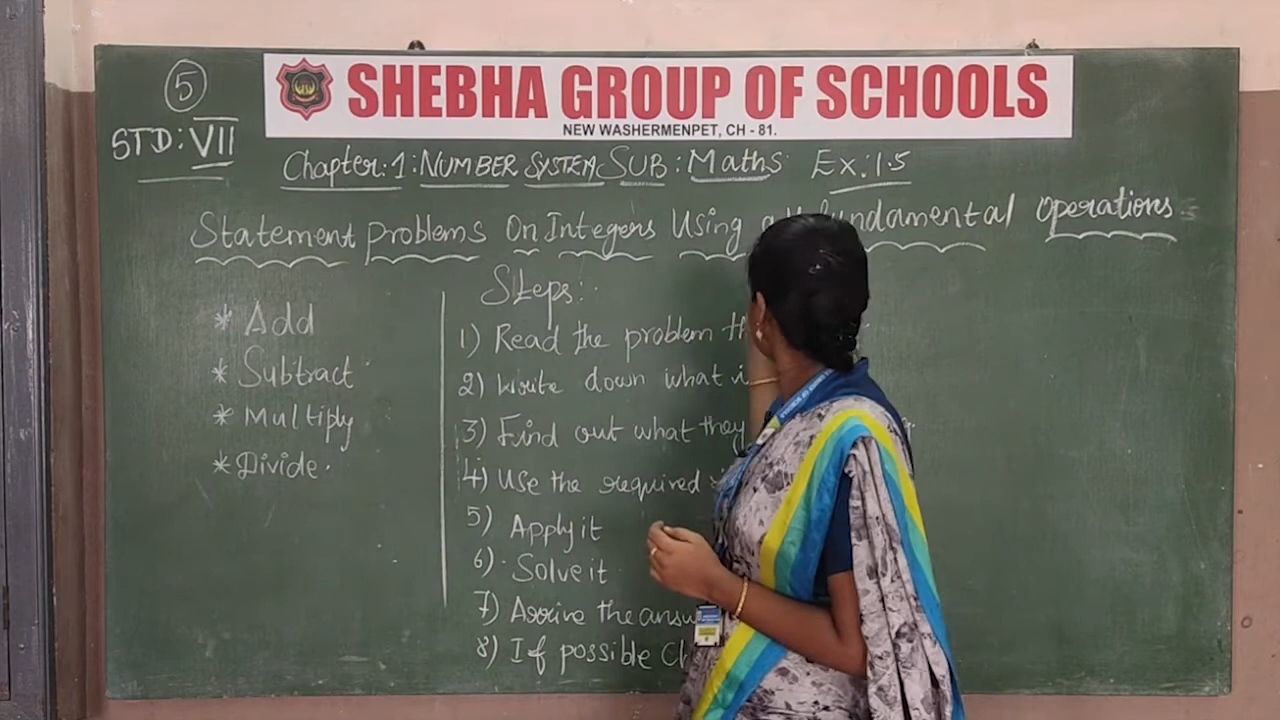 5
SHEBHA GROUP OF SCHOOLS
NEW WASHERMENPET, CH - 81.
STD: VII
Chapter: 1: NUMBER SYSTEM SUB: Maths Ex: 1.5
Statement problems On Integers Using fundamental Operations
* Add
* Subtract
* Multiply
* Divide.
Steps:
1) Read the problem
2) Write down what
3) Find out what they
4) Use the required
5) Apply it
6) Solve it
7) Arrive the answ
8) If possible